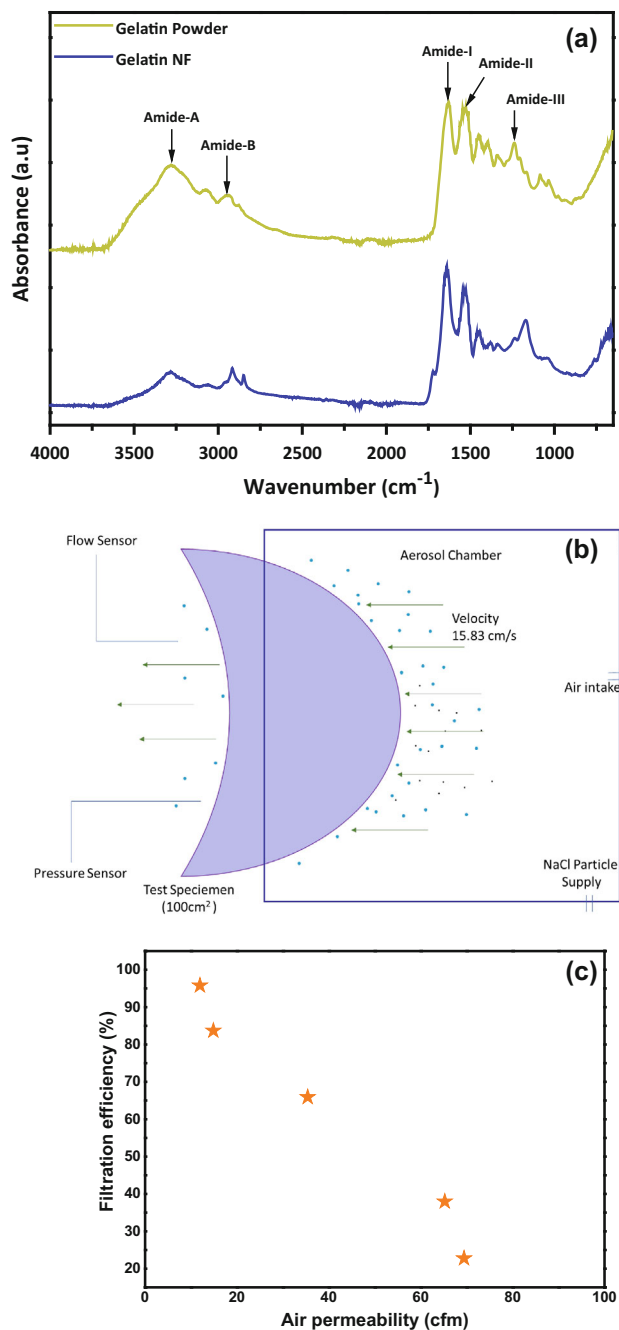 (a)
Gelatin Powder
Gelatin NF
Amide-I
Amide-II
Amide-III
Amide-A
Amide-B
Absorbance (a.u)
4000 3500 3000 2500 2000 1500 1000
Wavenumber (cm⁻¹)
(b)
Flow Sensor
Aerosol Chamber
Velocity
15.83 cm/s
Air intake
Pressure Sensor
Test Speciemen
(100cm²)
NaCl Particle
Supply
(c)
100
90
80
70
60
50
40
30
20
Filtration efficiency (%)
0 20 40 60 80 100
Air permeability (cfm)